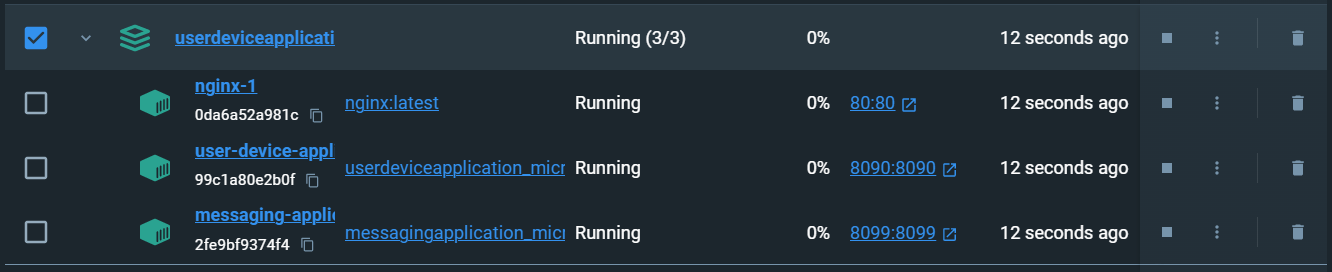 userdeviceapplicati Running (3/3) 0% 12 seconds ago
nginx-1
0da6a52a981c nginx:latest Running 0% 80:80 12 seconds ago
user-device-appl
99c1a80e2b0f userdeviceapplication_micr Running 0% 8090:8090 12 seconds ago
messaging-applic
2fe9bf9374f4 messagingapplication_micr Running 0% 8099:8099 12 seconds ago